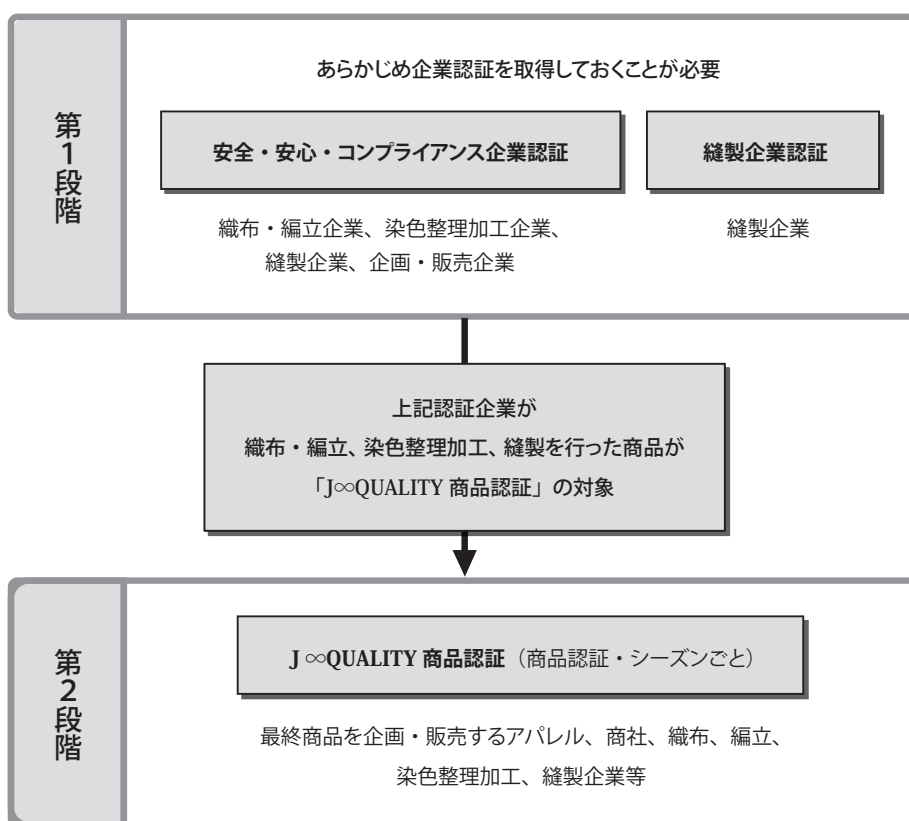 第1段階
あらかじめ企業認証を取得しておくことが必要
安全・安心・コンプライアンス企業認証
縫製企業認証
織布・編立企業、染色整理加工企業、
縫製企業、企画・販売企業
縫製企業
上記認証企業が
織布・編立、染色整理加工、縫製を行った商品が
「J∞QUALITY 商品認証」の対象
第2段階
J∞QUALITY 商品認証（商品認証・シーズンごと）
最終商品を企画・販売するアパレル、商社、織布、編立、
染色整理加工、縫製企業等